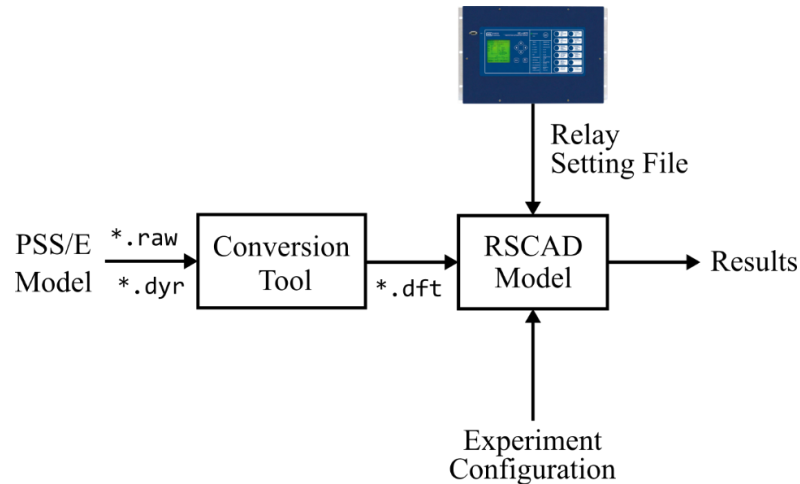 Relay
Setting File
PSS/E
Model
*.raw
*.dyr
Conversion
Tool
*.dft
RSCAD
Model
Results
Experiment
Configuration